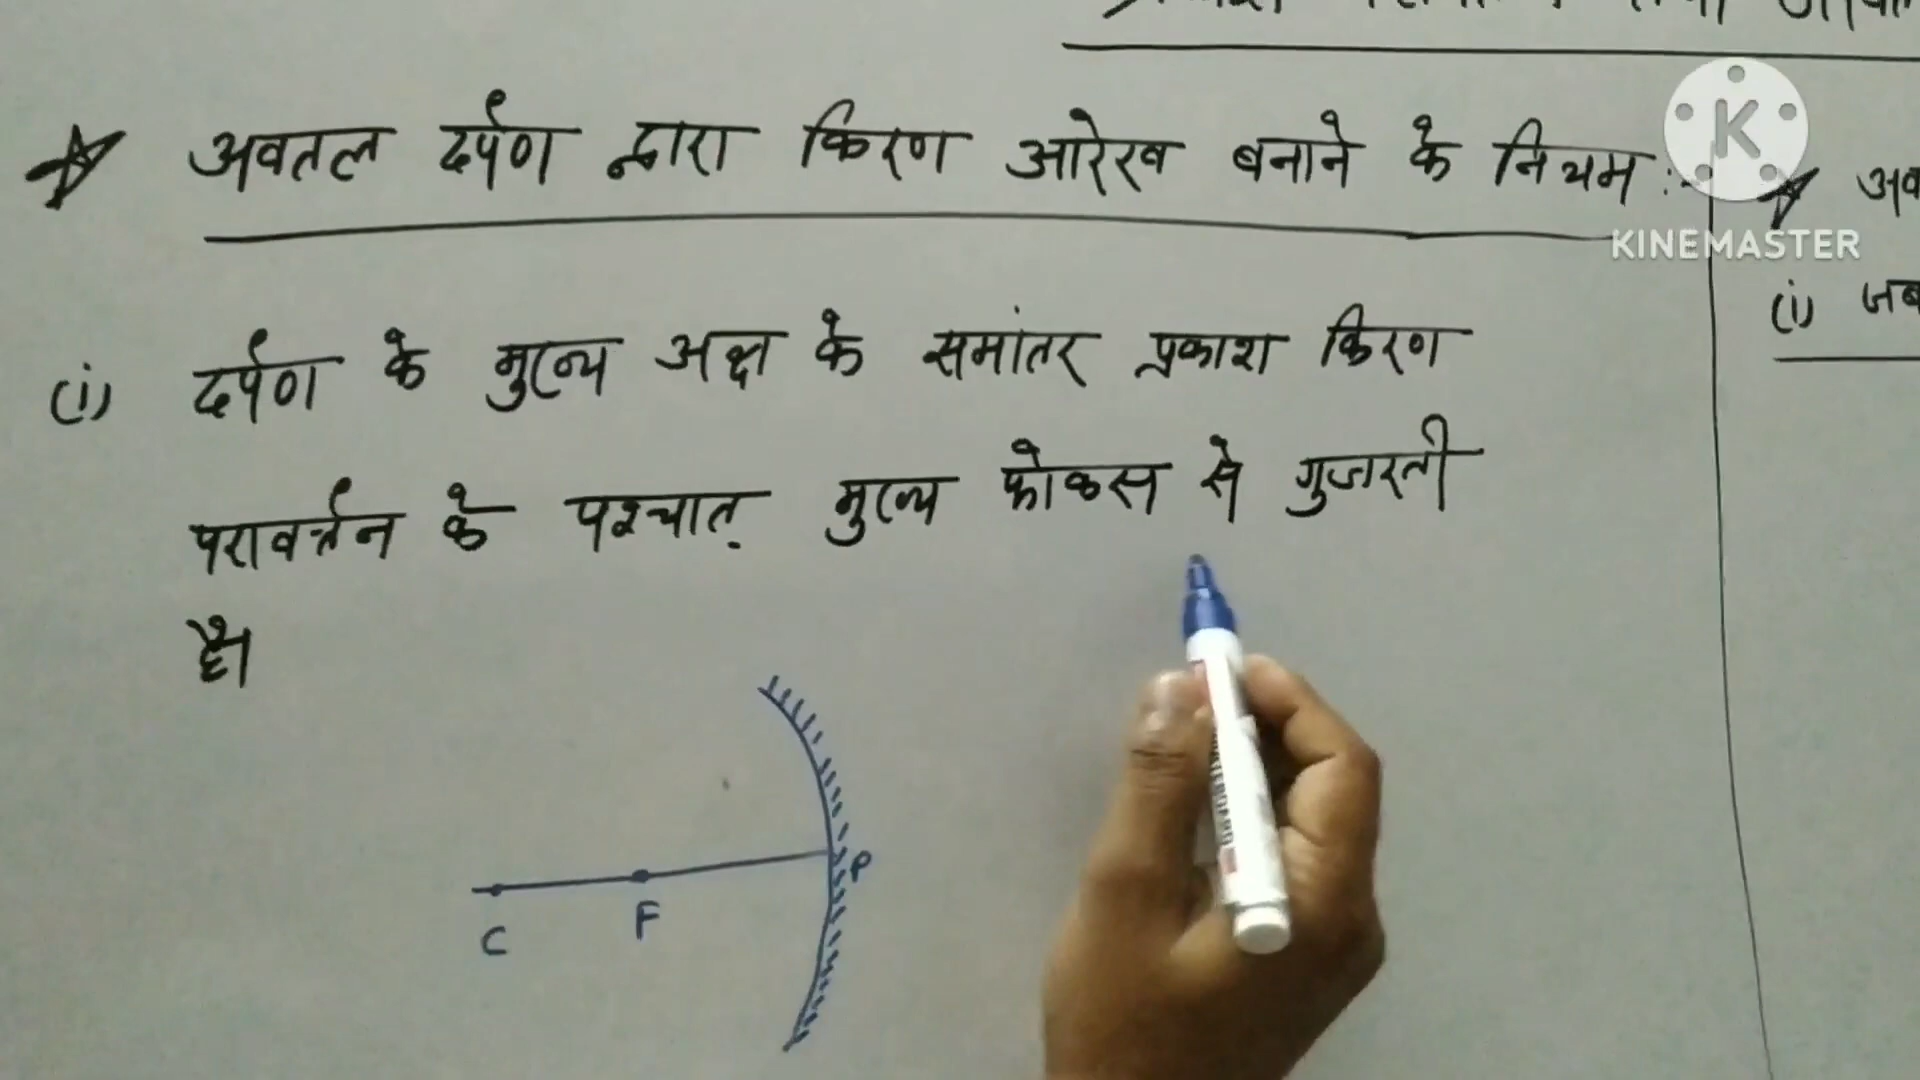 ★ अवतल दर्पण द्वारा किरण आरेख बनाने के नियम :-
(i) दर्पण के मुख्य अक्ष के समांतर प्रकाश किरण
परावर्त्तन के पश्चात् मुख्य फोकस से गुजरती
है।
C F P
K
KINEMASTER
(i) जब